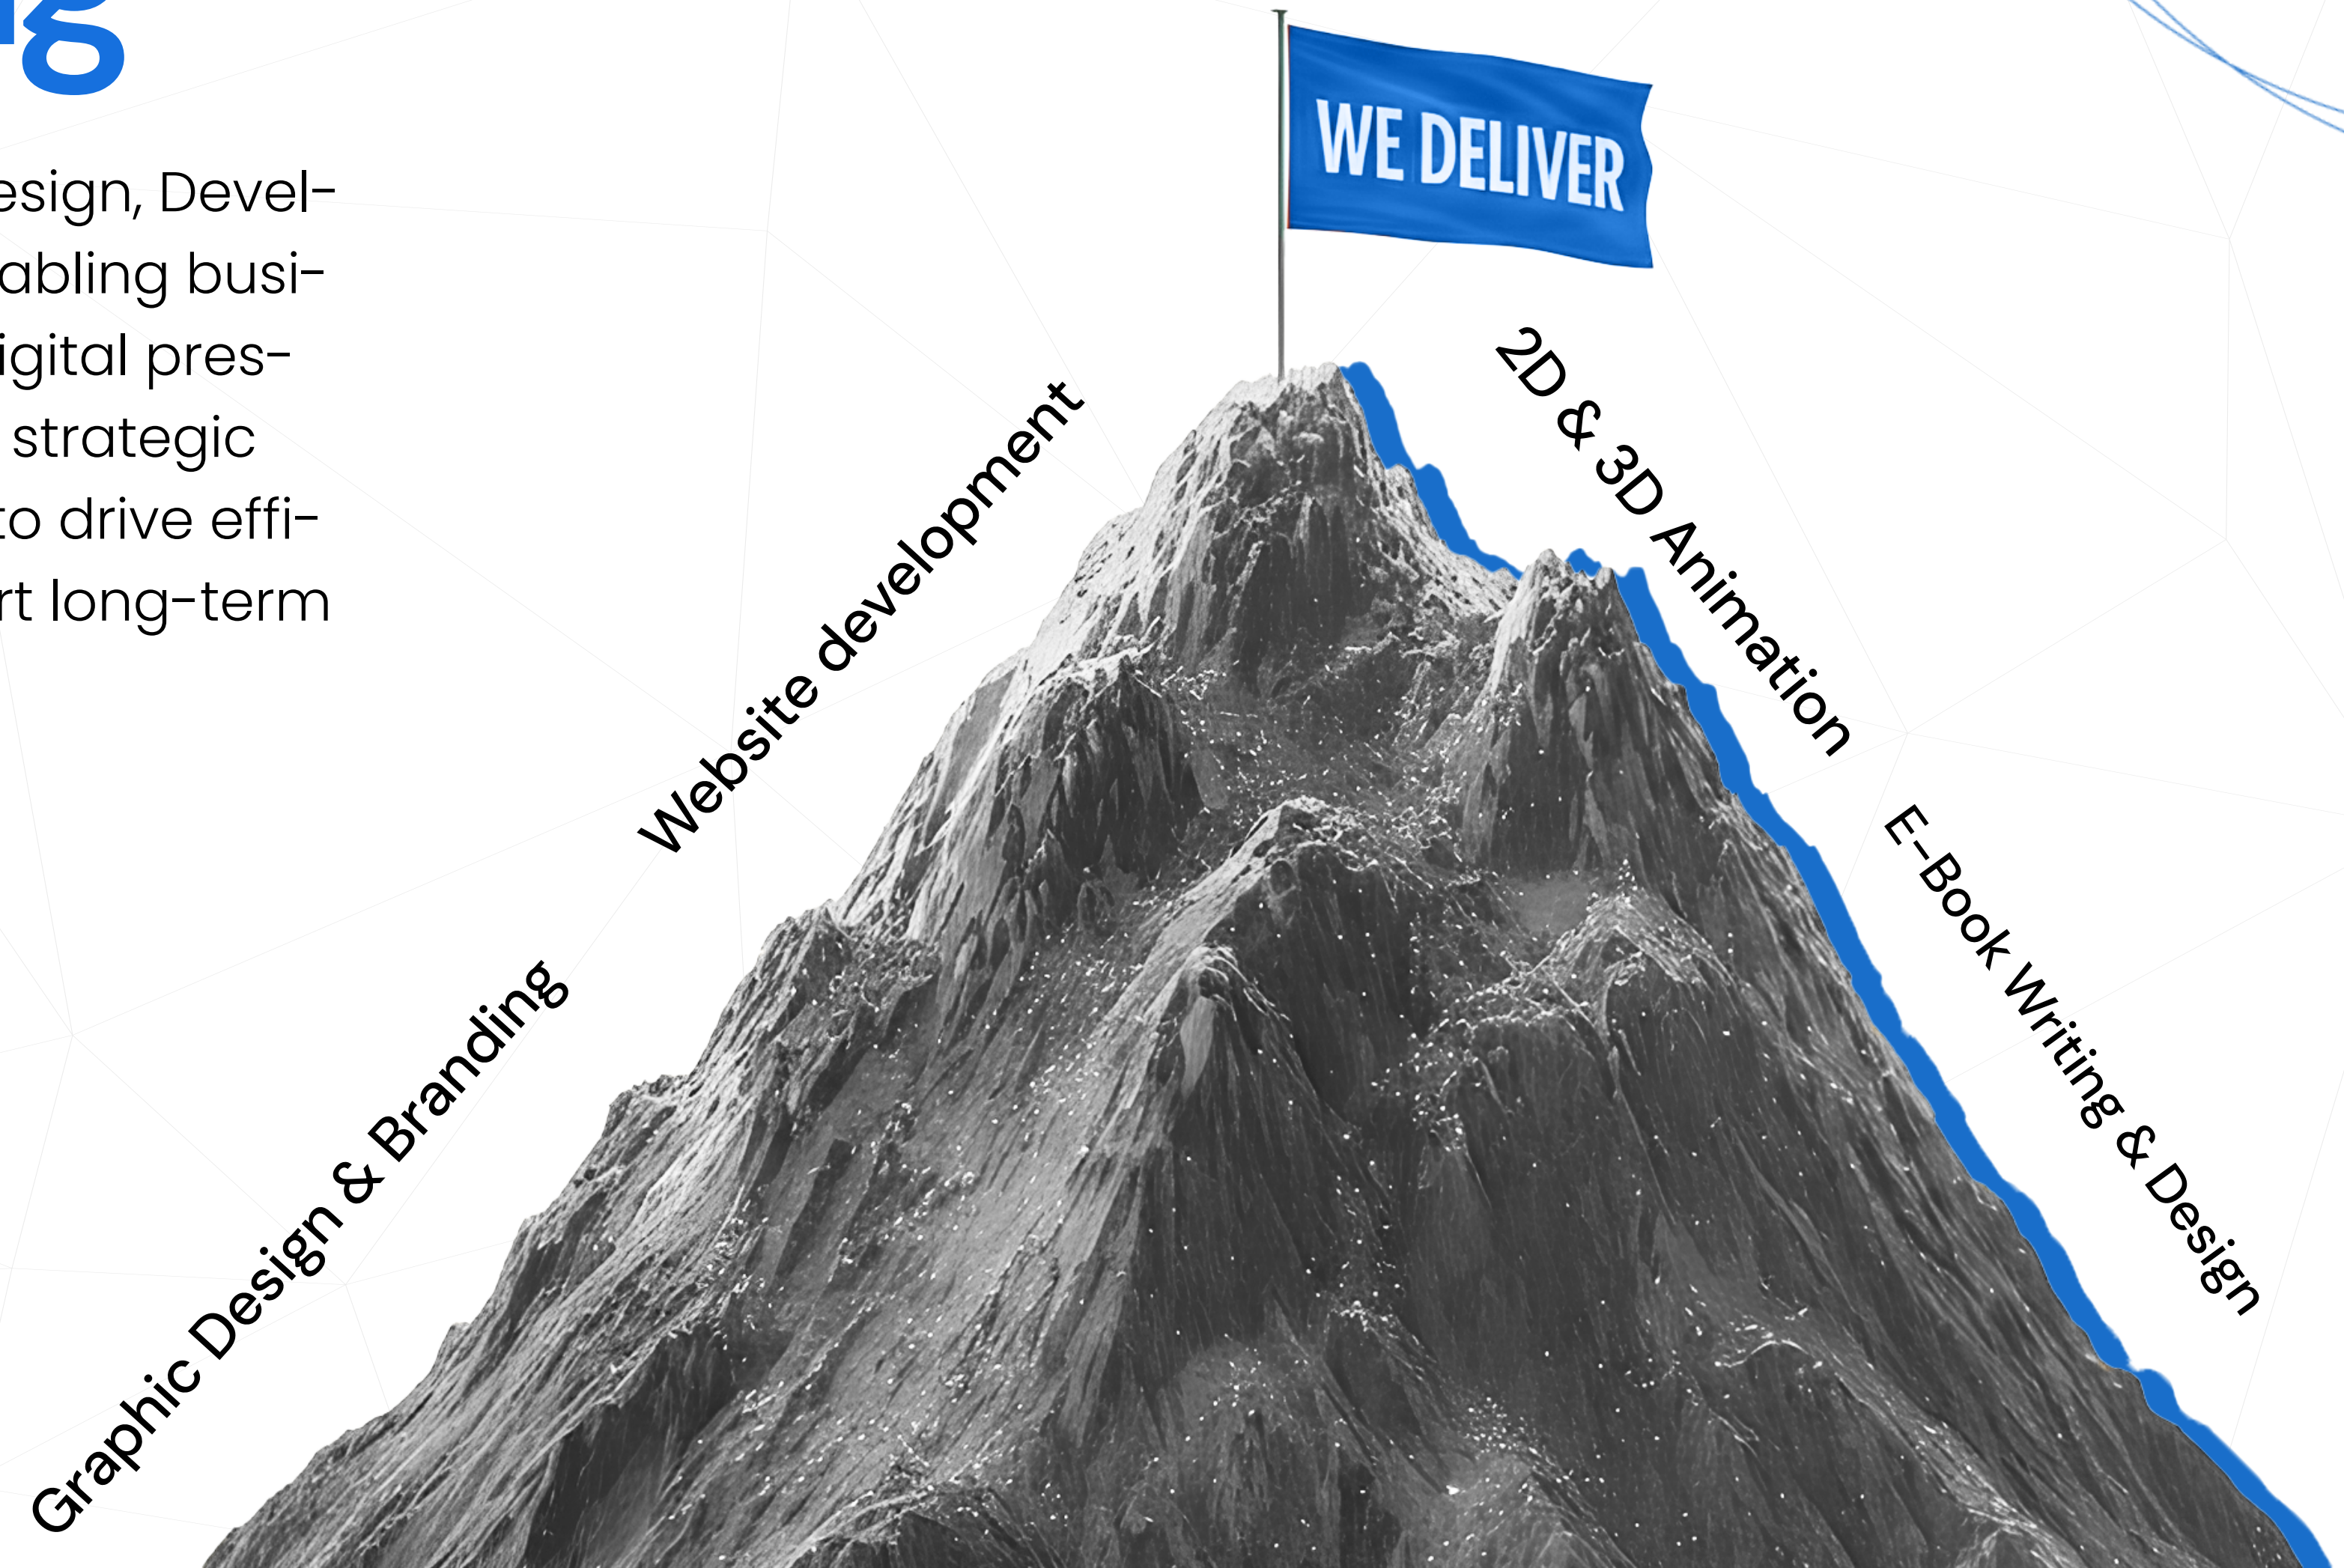 g
esign, Devel-
abling busi-
igital pres-
strategic
to drive effi-
rt long-term
WE DELIVER
Website development
2D & 3D Animation
Graphic Design & Branding
E-Book Writing & Design